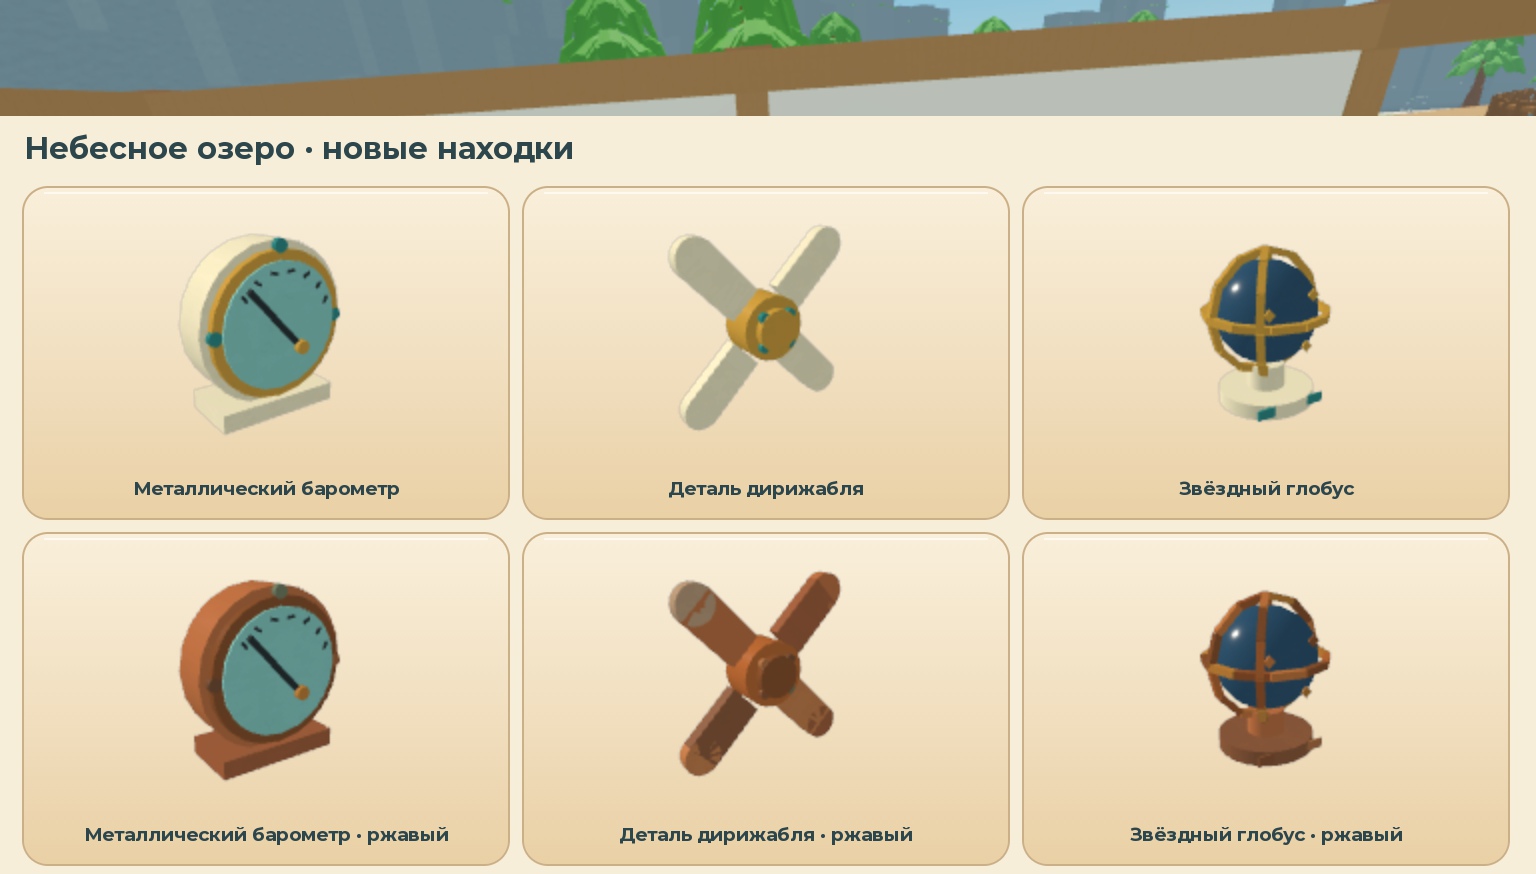 Небесное озеро · новые находки
Металлический барометр
Деталь дирижабля
Звёздный глобус
Металлический барометр · ржавый
Деталь дирижабля · ржавый
Звёздный глобус · ржавый